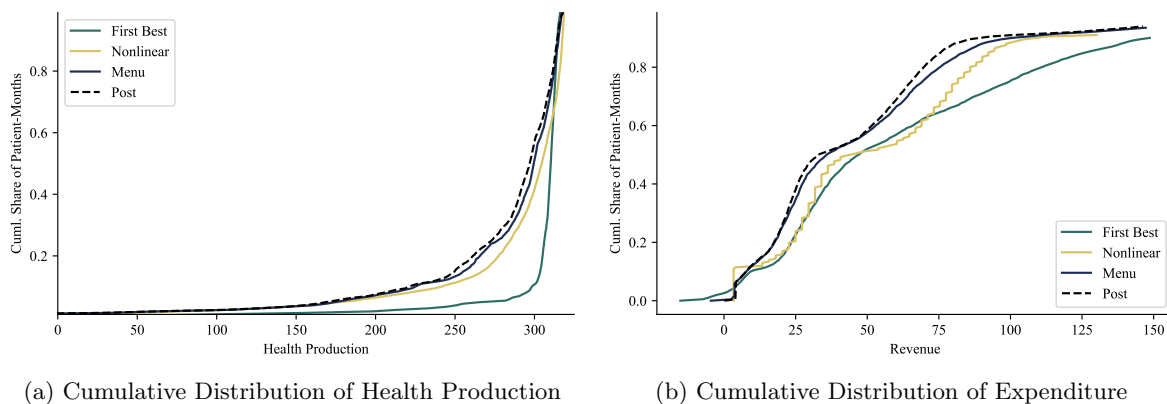 First Best
Nonlinear
Menu
Post
0.8
0.6
0.4
0.2
Cuml. Share of Patient-Months
0 50 100 150 200 250 300
Health Production
(a) Cumulative Distribution of Health Production
0.8
0.6
0.4
0.2
0.0
Cuml. Share of Patient-Months
First Best
Nonlinear
Menu
Post
0 25 50 75 100 125 150
Revenue
(b) Cumulative Distribution of Expenditure